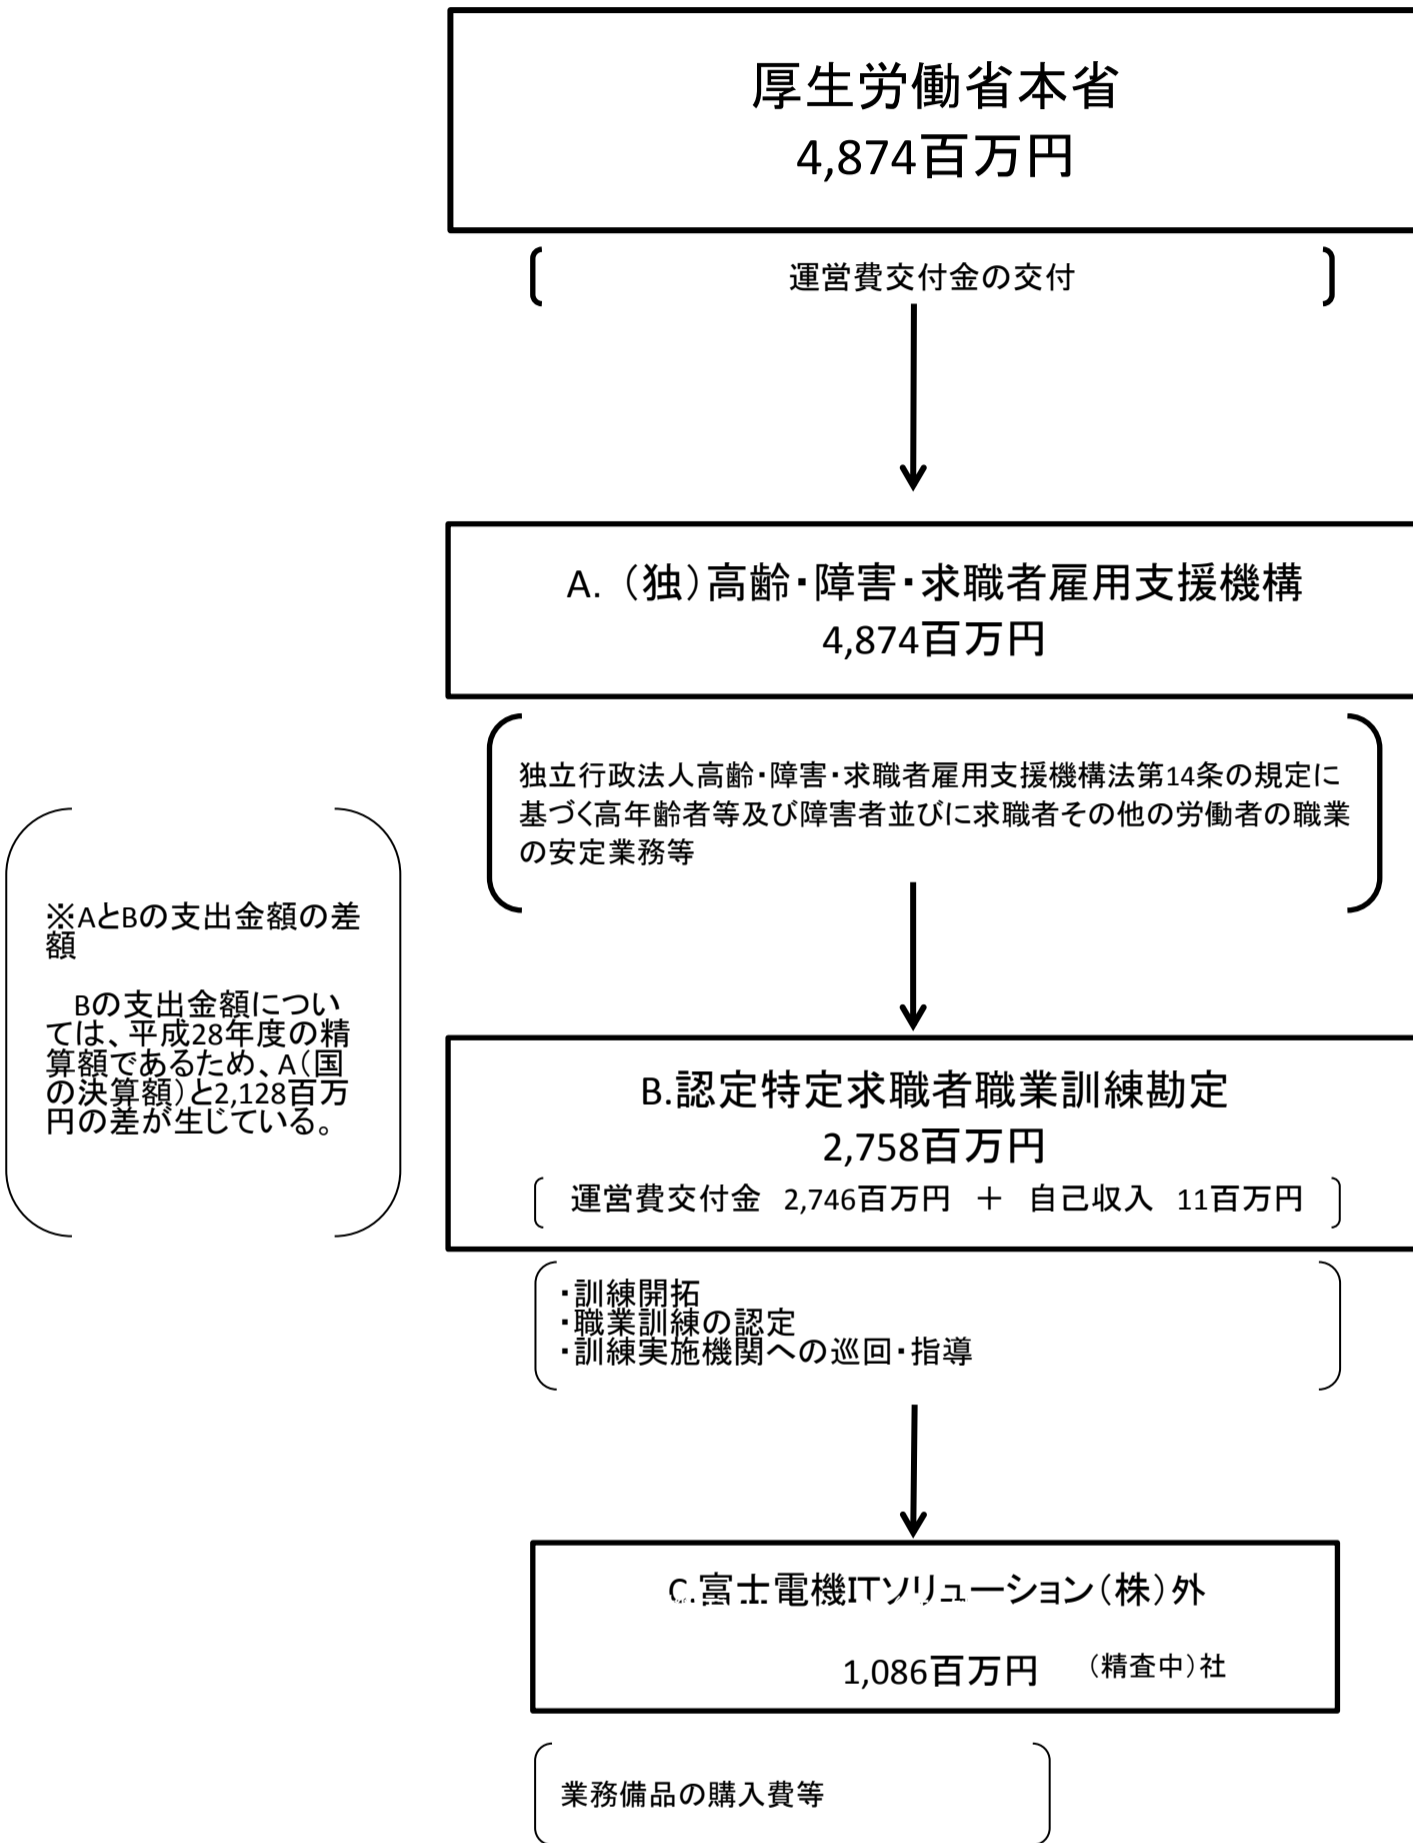 厚生労働省本省
4,874百万円
運営費交付金の交付
A.（独）高齢・障害・求職者雇用支援機構
4,874百万円
独立行政法人高齢・障害・求職者雇用支援機構法第14条の規定に
基づく高年齢者等及び障害者並びに求職者その他の労働者の職業
の安定業務等
※AとBの支出金額の差
額
Bの支出金額につい
ては、平成28年度の精
算額であるため、A（国
の決算額）と2,128百万
円の差が生じている。
B.認定特定求職者職業訓練勘定
2,758百万円
運営費交付金 2,746百万円 ＋ 自己収入 11百万円
・訓練開拓
・職業訓練の認定
・訓練実施機関への巡回・指導
C.富士電機ITソリューション（株）外
1,086百万円 （精査中）社
業務備品の購入費等